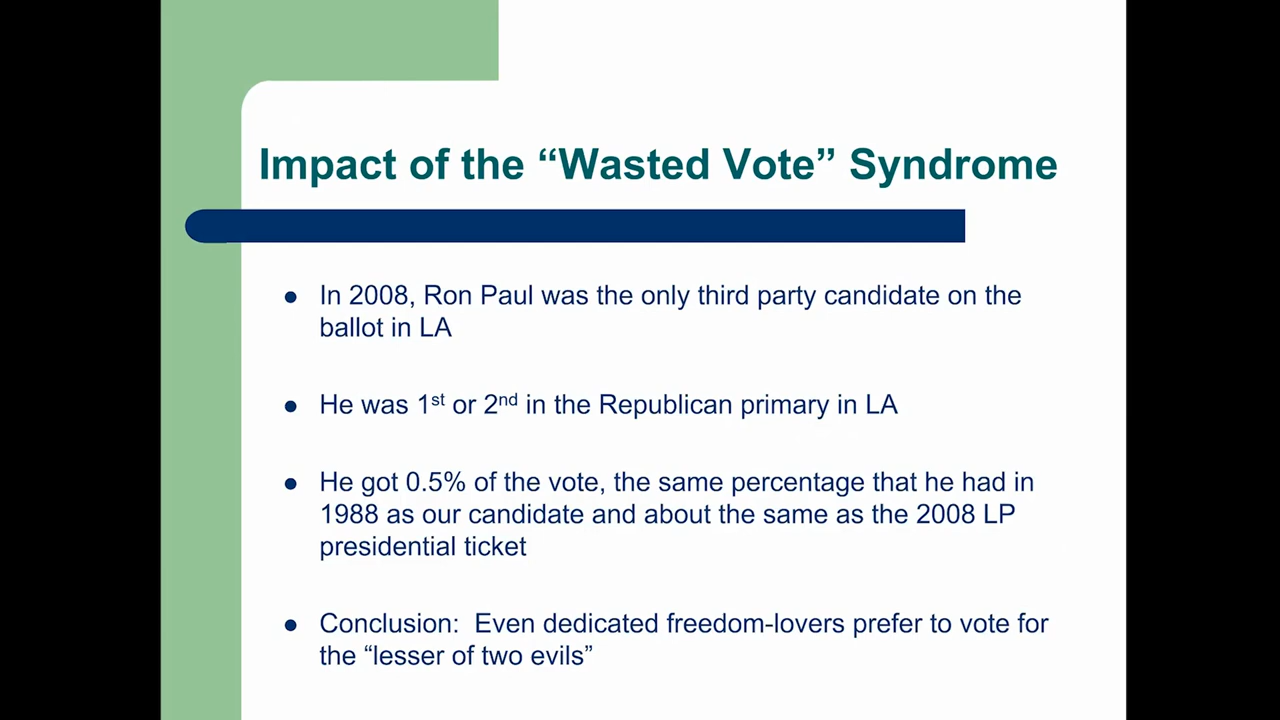 Impact of the “Wasted Vote” Syndrome
● In 2008, Ron Paul was the only third party candidate on the
ballot in LA
● He was 1st or 2nd in the Republican primary in LA
● He got 0.5% of the vote, the same percentage that he had in
1988 as our candidate and about the same as the 2008 LP
presidential ticket
● Conclusion:  Even dedicated freedom-lovers prefer to vote for
the “lesser of two evils”